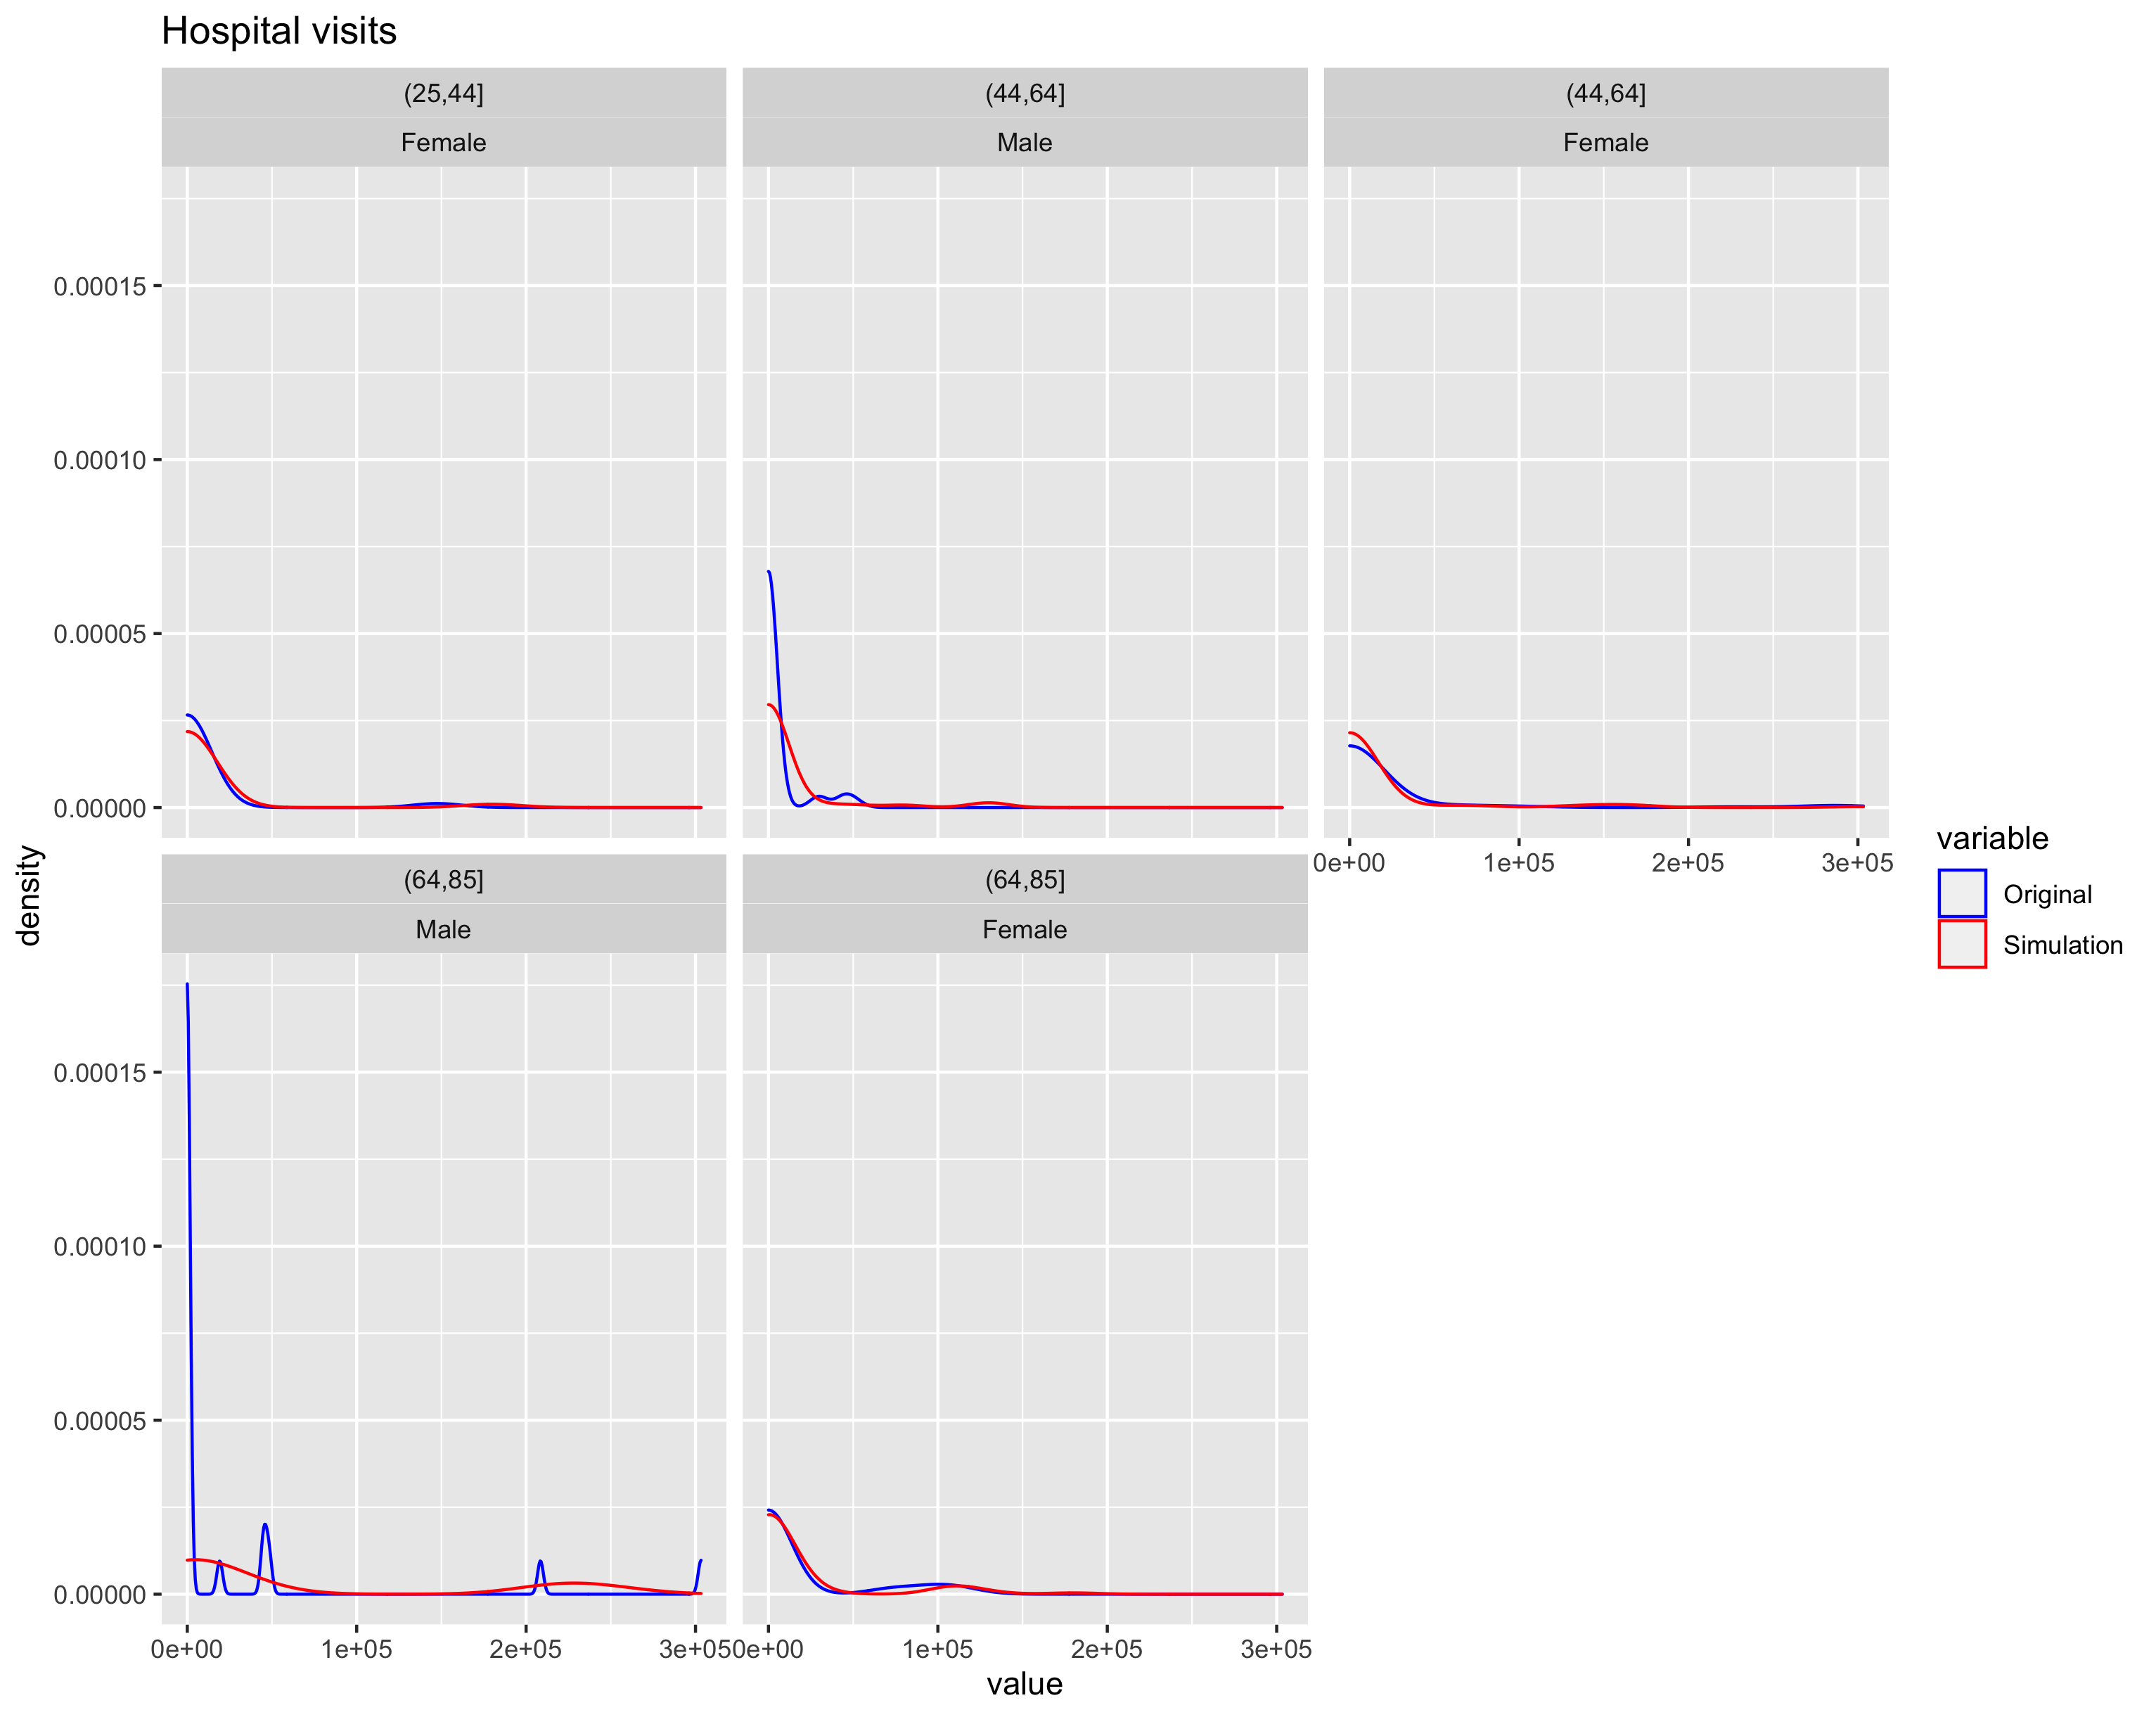 Hospital visits
(25,44]
Female
(44,64]
Male
(44,64]
Female
0.00015
0.00010
0.00005
0.00000
0e+00
1e+05
2e+05
3e+05
(64,85]
Male
(64,85]
Female
0.00015
0.00010
0.00005
0.00000
0e+00
1e+05
2e+05
3e+05
0e+00
1e+05
2e+05
3e+05
density
value
variable
Original
Simulation